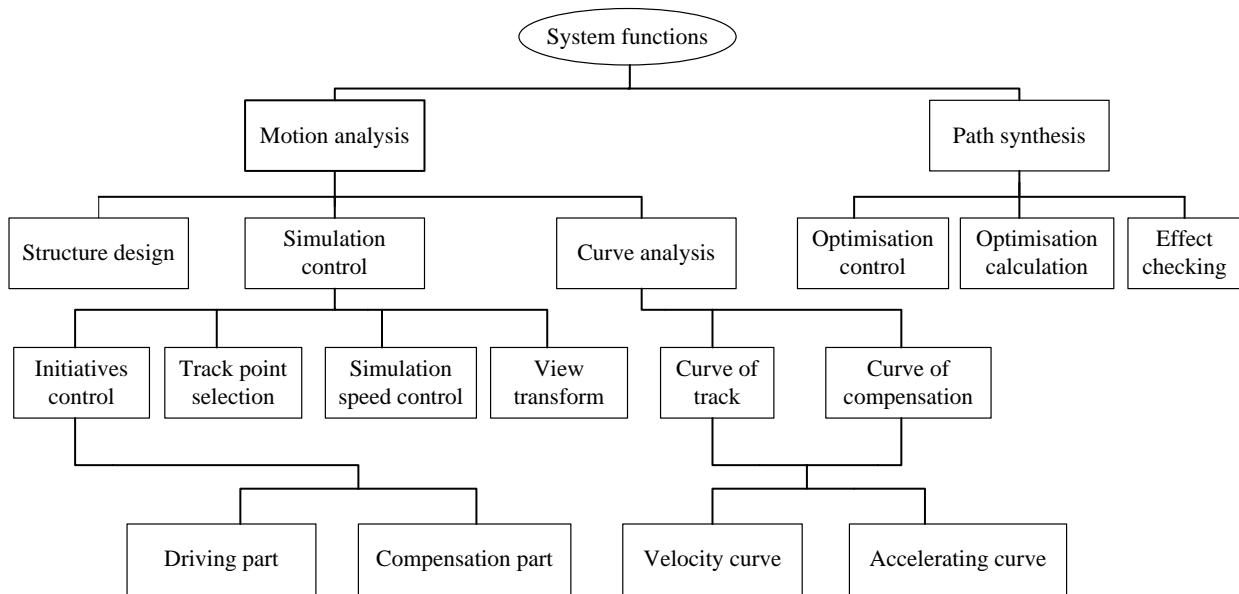 System functions
Motion analysis
Path synthesis
Structure design
Simulation
control
Curve analysis
Optimisation
control
Optimisation
calculation
Effect
checking
Initiatives
control
Track point
selection
Simulation
speed control
View
transform
Curve of
track
Curve of
compensation
Driving part
Compensation part
Velocity curve
Accelerating curve